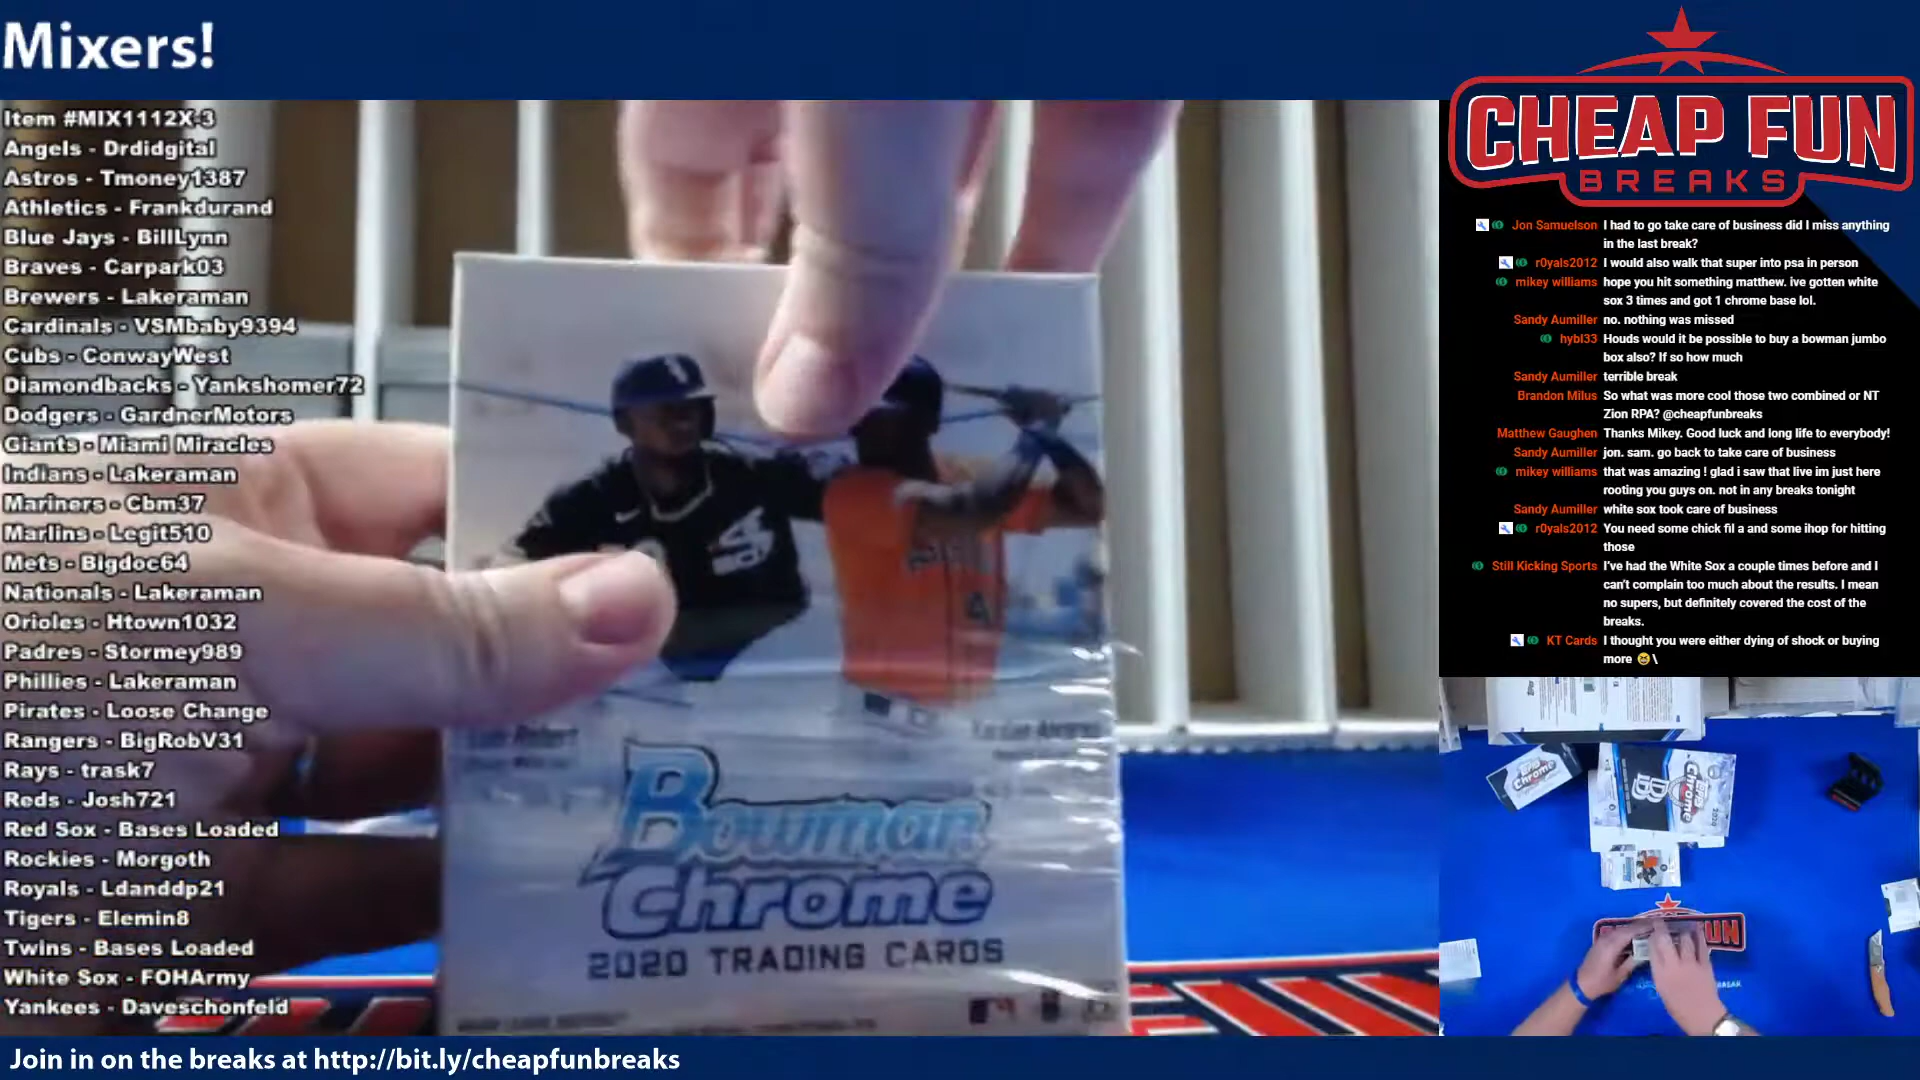 Mixers!
Item #MIX1112X-3
Angels - Drdidgital
Astros - Tmoney1387
Athletics - Frankdurand
Blue Jays - BillLynn
Braves - Carpark03
Brewers - Lakeraman
Cardinals - VSMbaby9394
Cubs - ConwayWest
Diamondbacks - Yankshomer72
Dodgers - GardnerMotors
Giants - Miami Miracles
Indians - Lakeraman
Mariners - Cbm37
Marlins - Legit510
Mets - Bigdoc64
Nationals - Lakeraman
Orioles - Htown1032
Padres - Stormey989
Phillies - Lakeraman
Pirates - Loose Change
Rangers - BigRobV31
Rays - trask7
Reds - Josh721
Red Sox - Bases Loaded
Rockies - Morgoth
Royals - Ldanddp21
Tigers - Elemin8
Twins - Bases Loaded
White Sox - FOHArmy
Yankees - Daveschonfeld
Bowman
Chrome
2020 TRADING CARDS
CHEAP FUN
BREAKS
Jon Samuelson I had to go take care of business did I miss anything
in the last break?
r0yals2012 I would also walk that super into psa in person
mikey williams hope you hit something matthew. ive gotten white
sox 3 times and got 1 chrome base lol.
Sandy Aumiller no. nothing was missed
hybl33 Houds would it be possible to buy a bowman jumbo
box also? If so how much
Sandy Aumiller terrible break
Brandon Milus So what was more cool those two combined or NT
Zion RPA? @cheapfunbreaks
Matthew Gaughen Thanks Mikey. Good luck and long life to everybody!
Sandy Aumiller jon. sam. go back to take care of business
mikey williams that was amazing ! glad i saw that live im just here
rooting you guys on. not in any breaks tonight
Sandy Aumiller white sox took care of business
r0yals2012 You need some chick fil a and some ihop for hitting
those
Still Kicking Sports I've had the White Sox a couple times before and I
can't complain too much about the results. I mean
no supers, but definitely covered the cost of the
breaks.
KT Cards I thought you were either dying of shock or buying
more 😆\
Chrome
Chrome
UN
Join in on the breaks at http://bit.ly/cheapfunbreaks